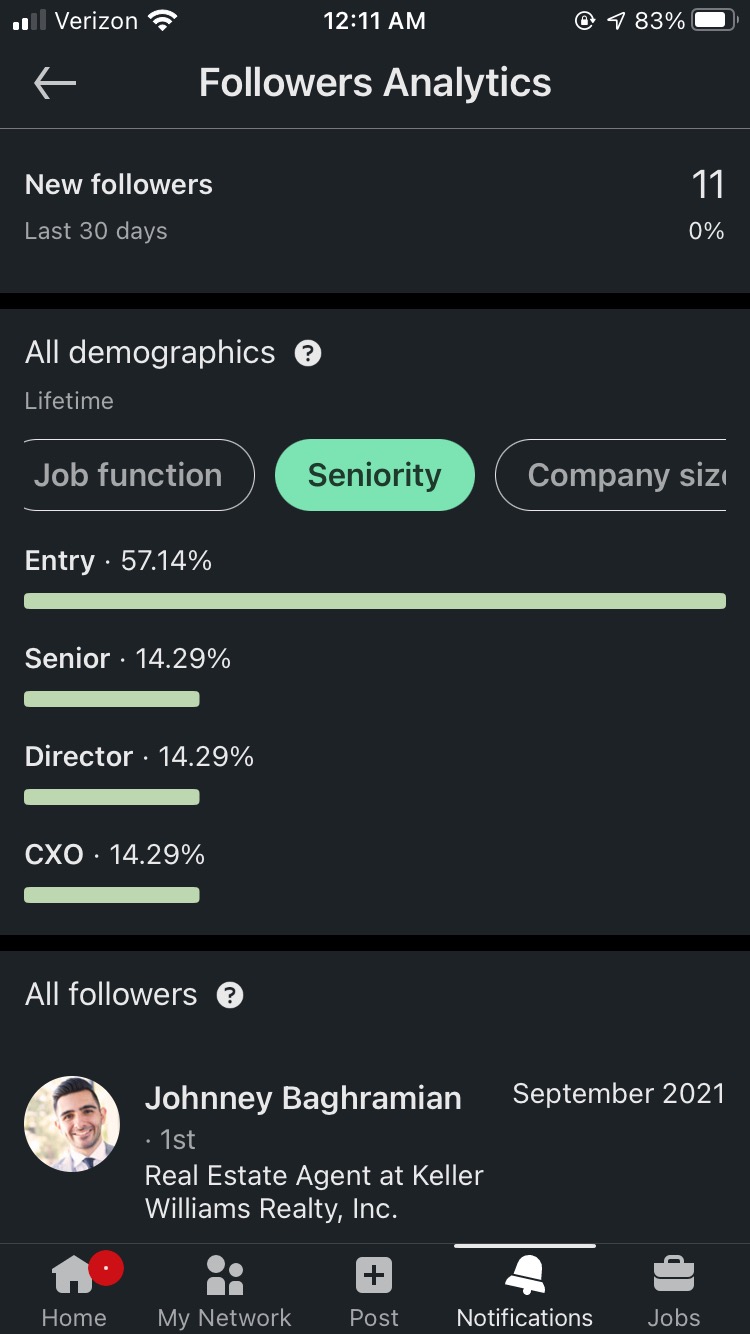 Verizon 12:11 AM 83%
Followers Analytics
New followers 11
Last 30 days 0%
All demographics ?
Lifetime
Job function Seniority Company siz
Entry · 57.14%
Senior · 14.29%
Director · 14.29%
CXO · 14.29%
All followers ?
Johnney Baghramian September 2021
· 1st
Real Estate Agent at Keller
Williams Realty, Inc.
Home My Network Post Notifications Jobs